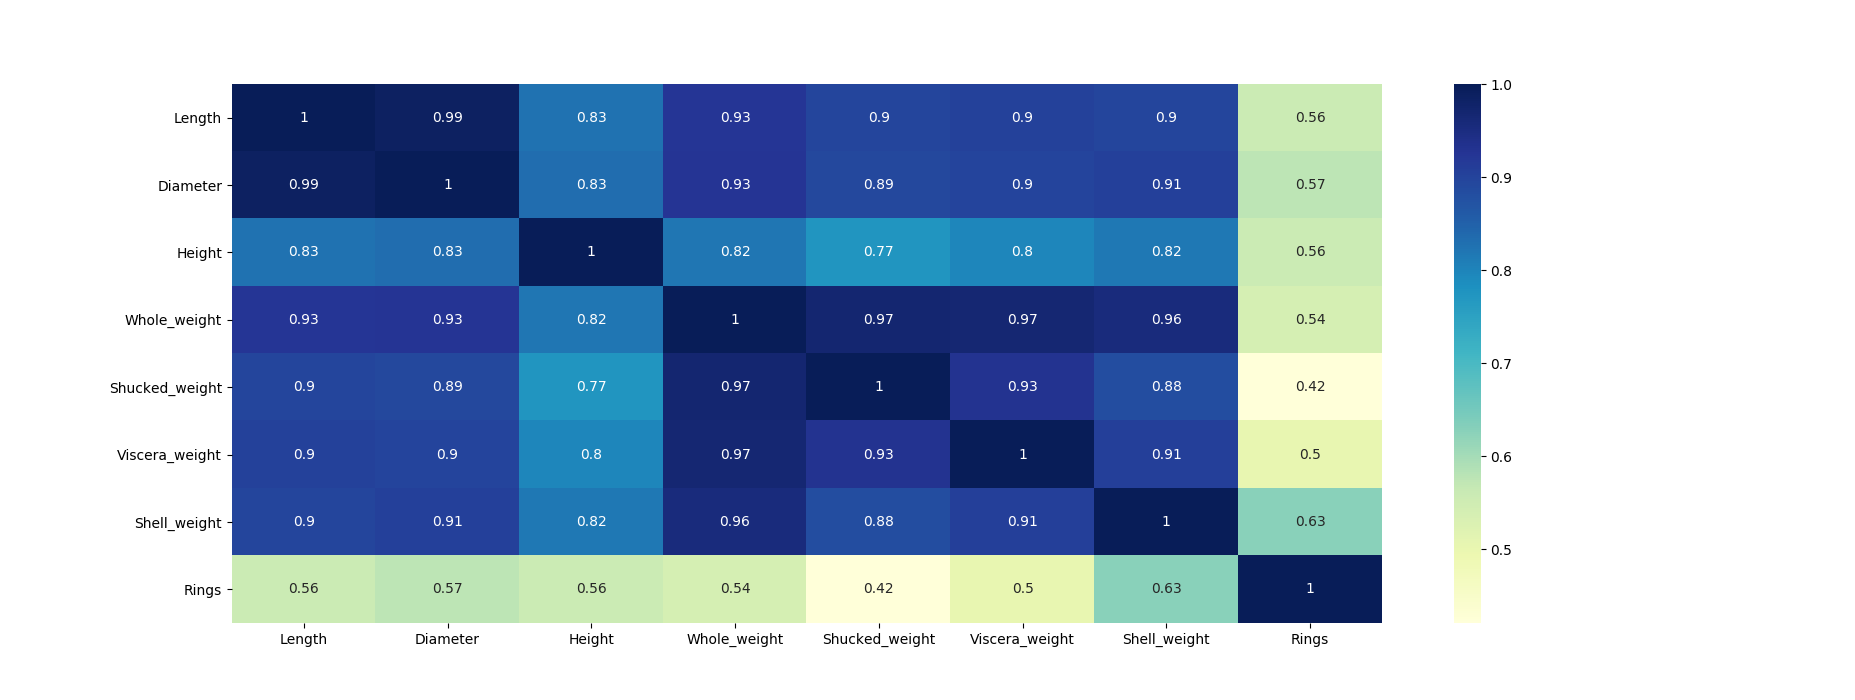 1.0
Length 1 0.99 0.83 0.93 0.9 0.9 0.9 0.56
0.9
Diameter 0.99 1 0.83 0.93 0.89 0.9 0.91 0.57
Height 0.83 0.83 1 0.82 0.77 0.8 0.82 0.56
0.8
Whole_weight 0.93 0.93 0.82 1 0.97 0.97 0.96 0.54
0.7
Shucked_weight 0.9 0.89 0.77 0.97 1 0.93 0.88 0.42
Viscera_weight 0.9 0.9 0.8 0.97 0.93 1 0.91 0.5
0.6
Shell_weight 0.9 0.91 0.82 0.96 0.88 0.91 1 0.63
0.5
Rings 0.56 0.57 0.56 0.54 0.42 0.5 0.63 1
Length Diameter Height Whole_weight Shucked_weight Viscera_weight Shell_weight Rings